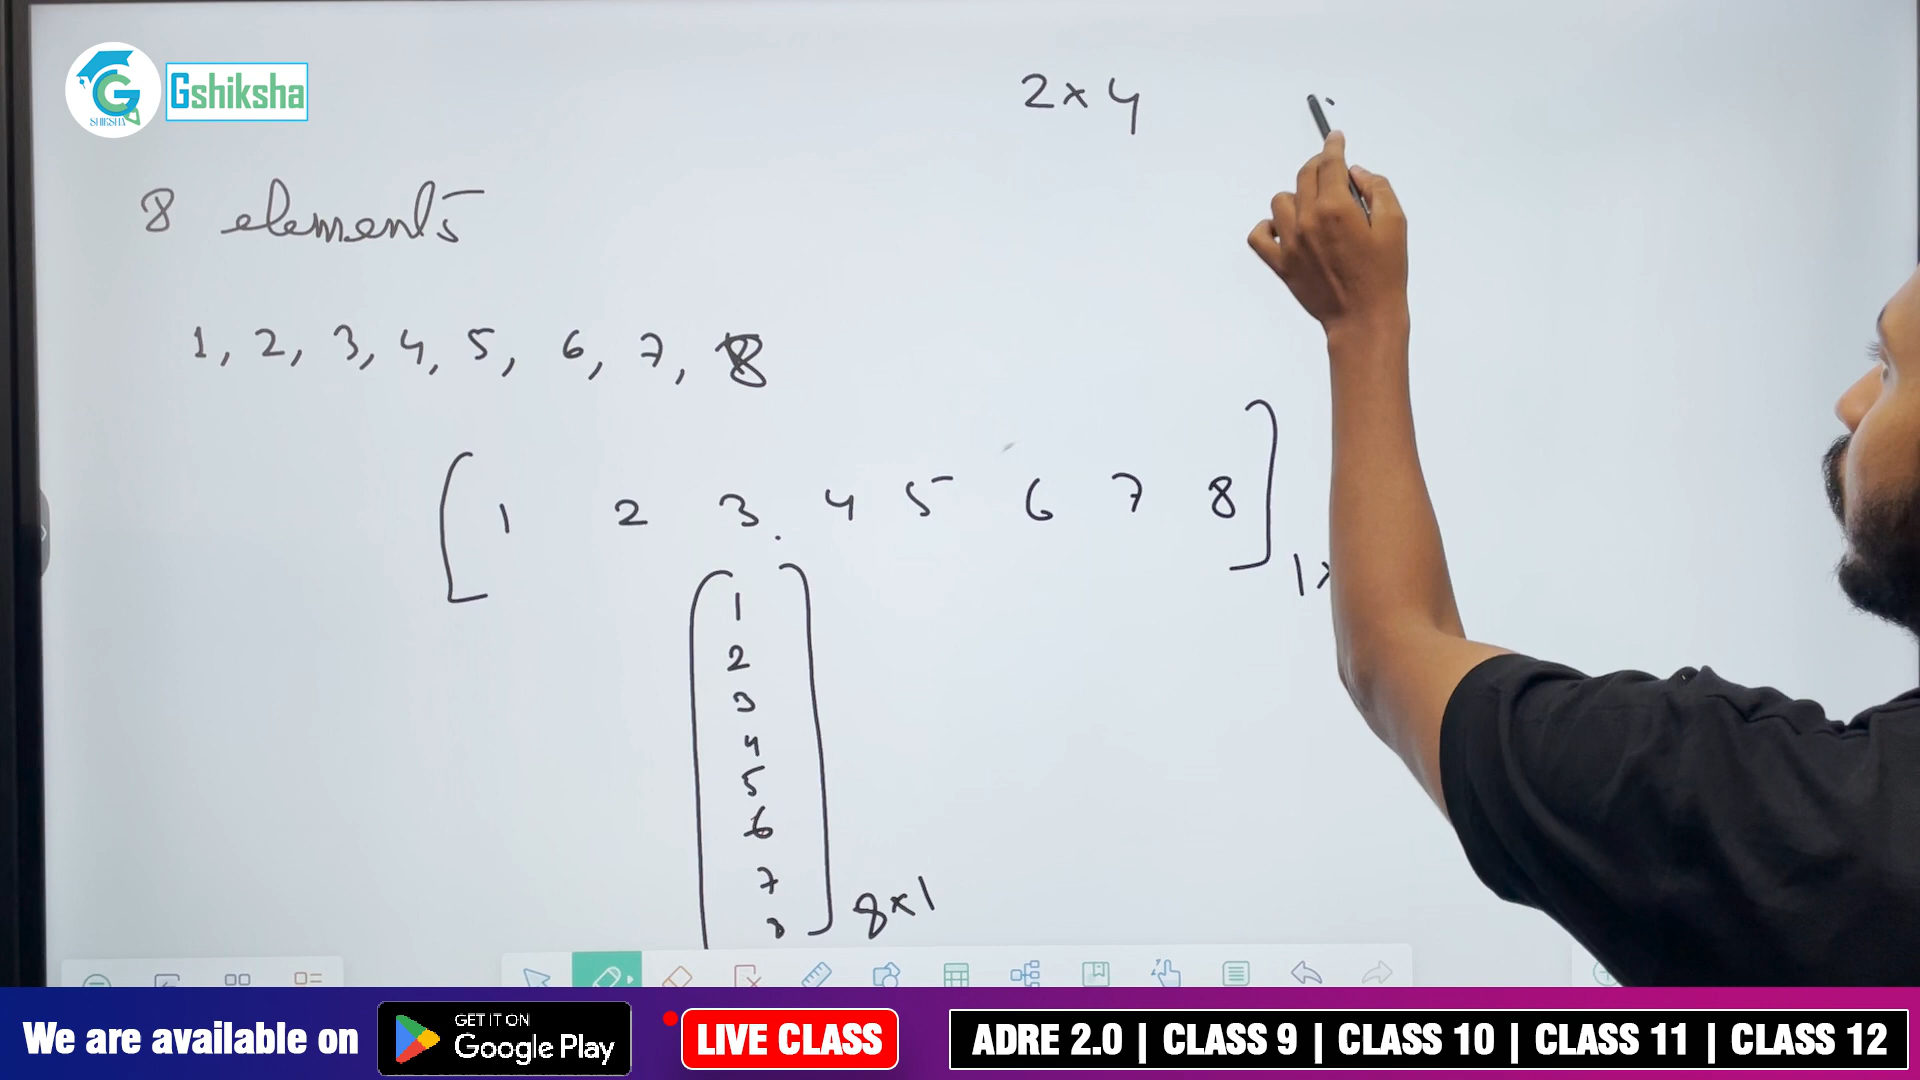 SHIKSHA
Gshiksha
2 × 4
8 elements
1, 2, 3, 4, 5, 6, 7, 8
[ 1 2 3 4 5 6 7 8 ] 1×
1
2
3
4
5
6
7
8
8×1
We are available on
GET IT ON
Google Play
LIVE CLASS
ADRE 2.0 | CLASS 9 | CLASS 10 | CLASS 11 | CLASS 12